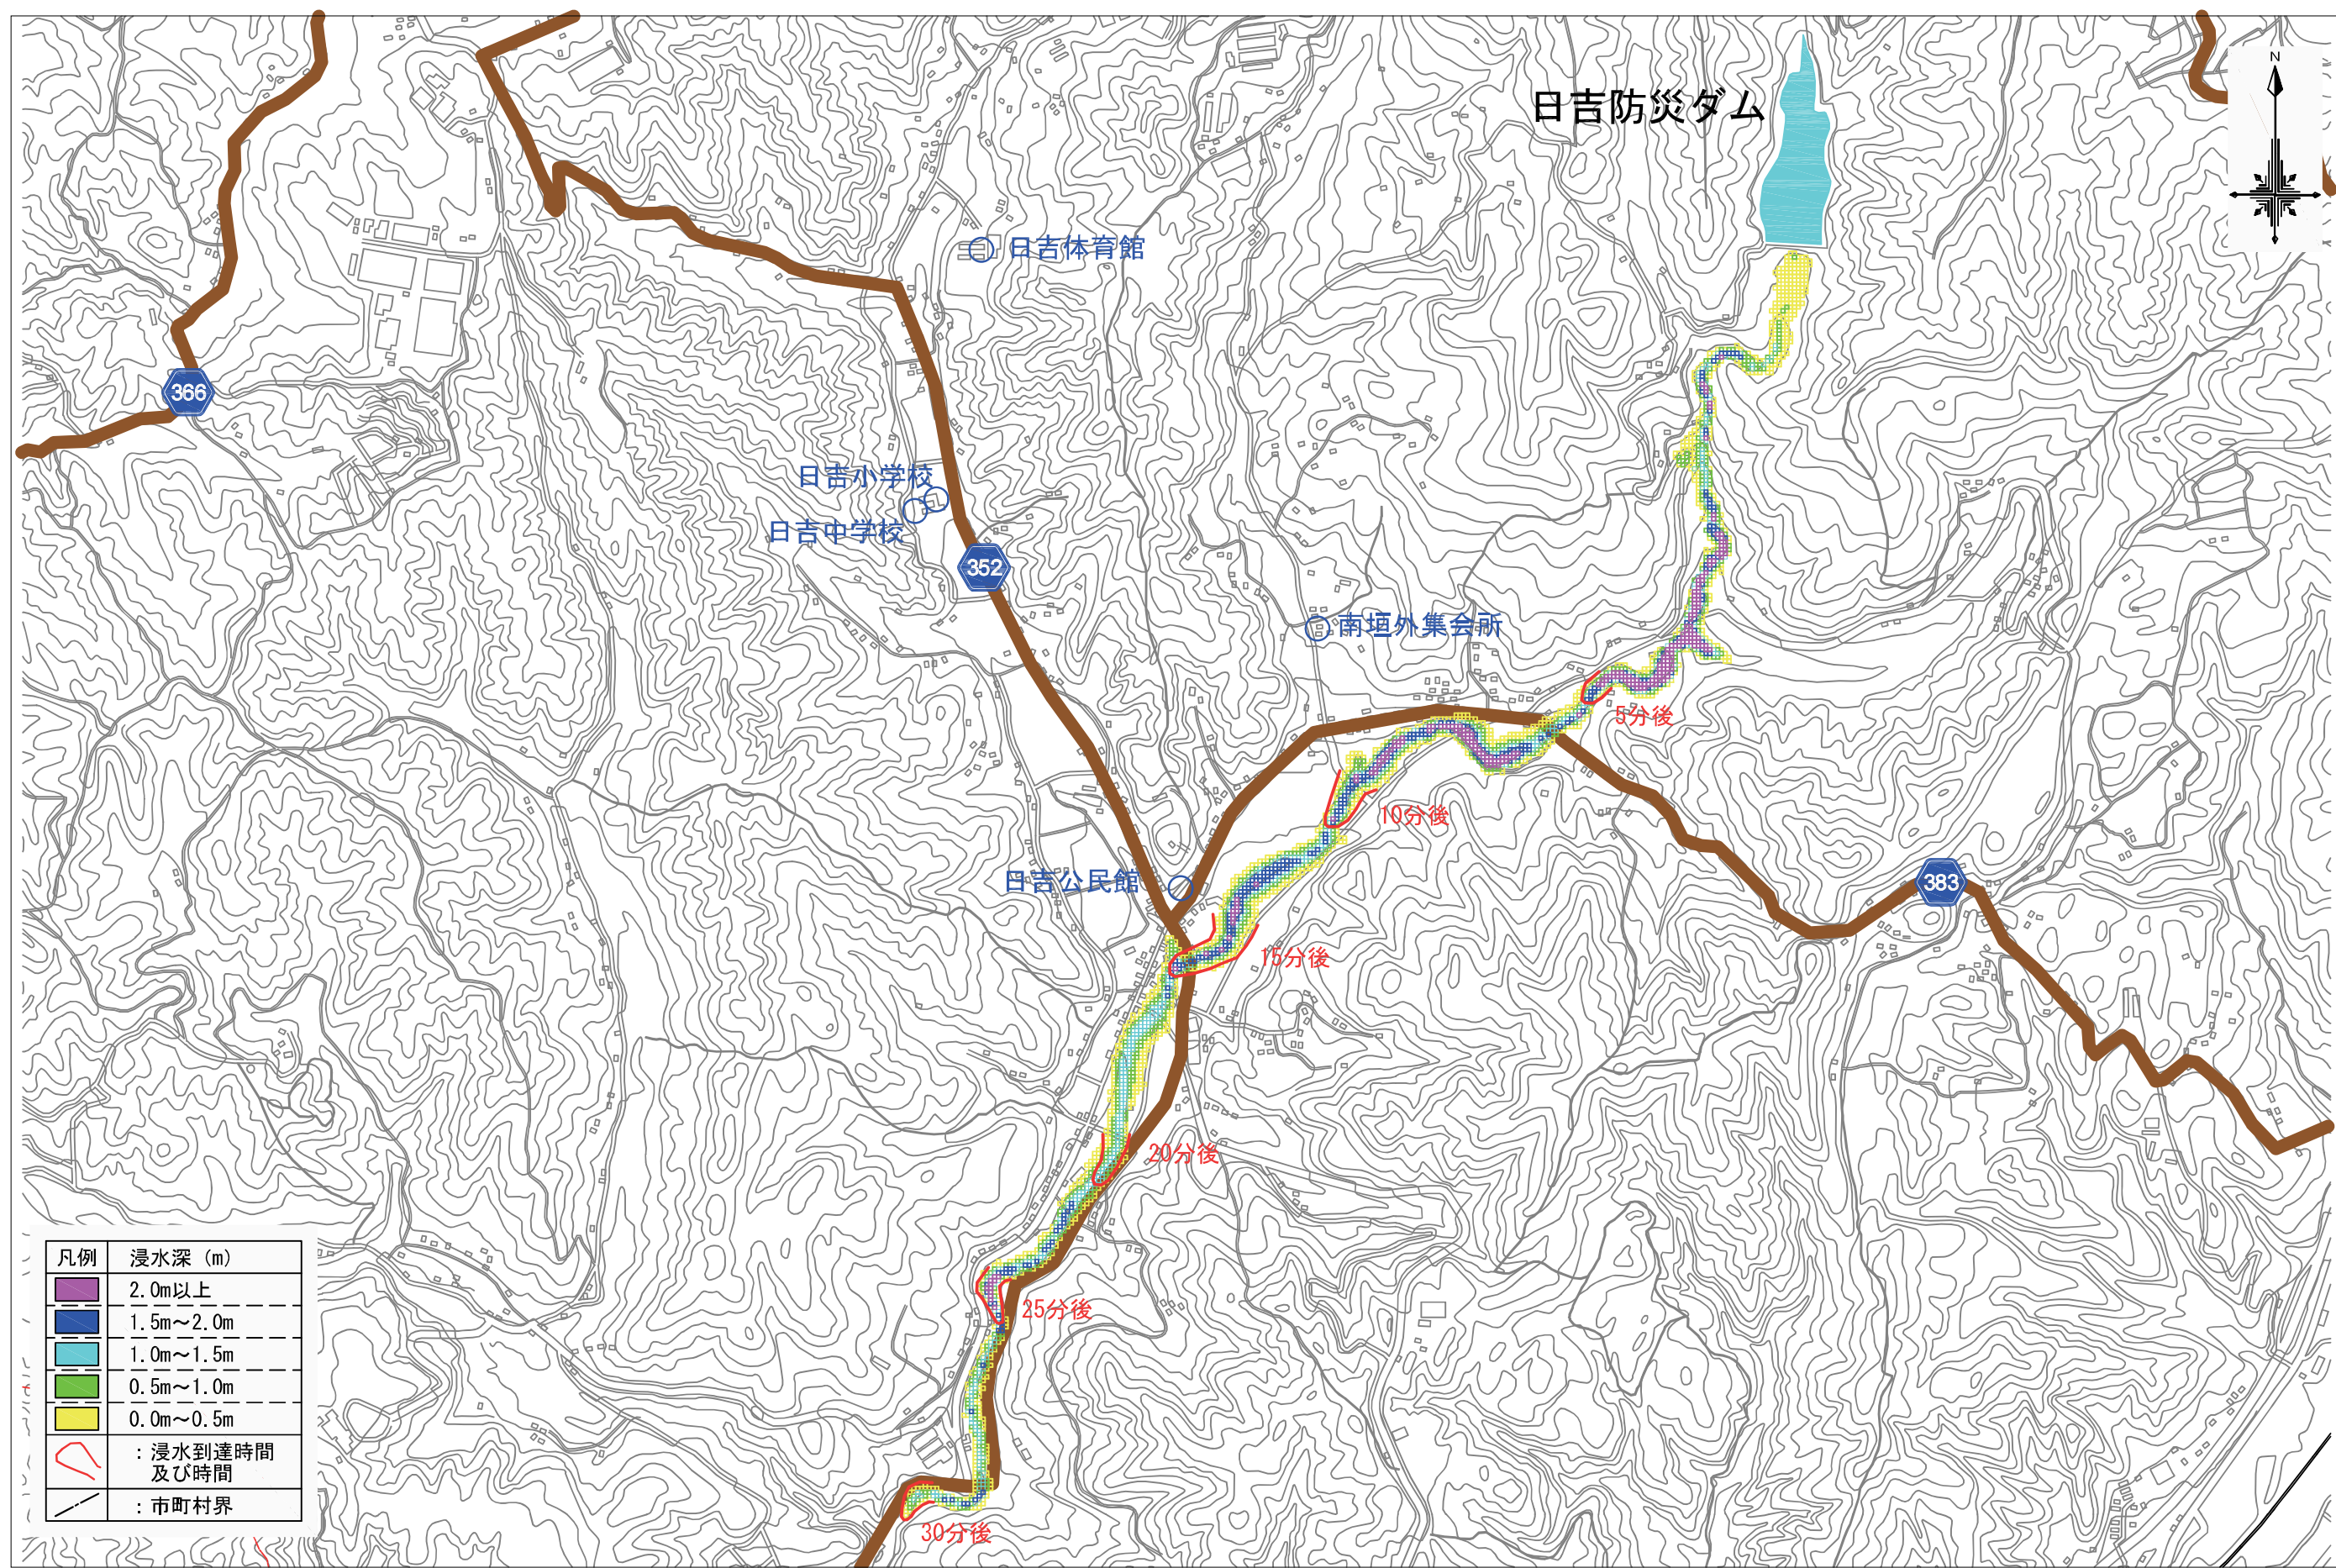 N
日吉防災ダム
日吉体育館
366
日吉小学校
日吉中学校
352
南垣外集会所
5分後
10分後
日吉公民館
383
15分後
20分後
25分後
30分後
凡例 浸水深 (m)
2.0m以上
1.5m～2.0m
1.0m～1.5m
0.5m～1.0m
0.0m～0.5m
：浸水到達時間
及び時間
：市町村界